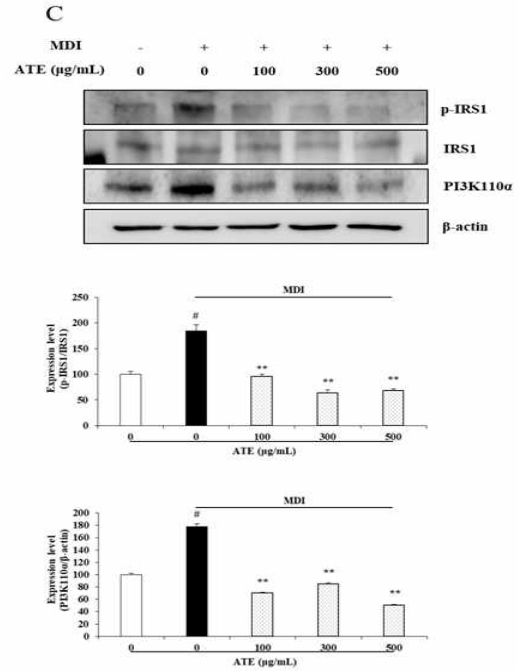 C
MDI - + + + +
ATE (μg/mL) 0 0 100 300 500
p-IRS1
IRS1
PI3K110α
β-actin
MDI
Expression level
(p-IRS1/IRS1)
250
200
150
100
50
0
#
**
**
**
0 0 100 300 500
ATE (μg/mL)
MDI
Expression level
(PI3K110α/β-actin)
200
180
160
140
120
100
80
60
40
20
0
#
**
**
**
0 0 100 300 500
ATE (μg/mL)